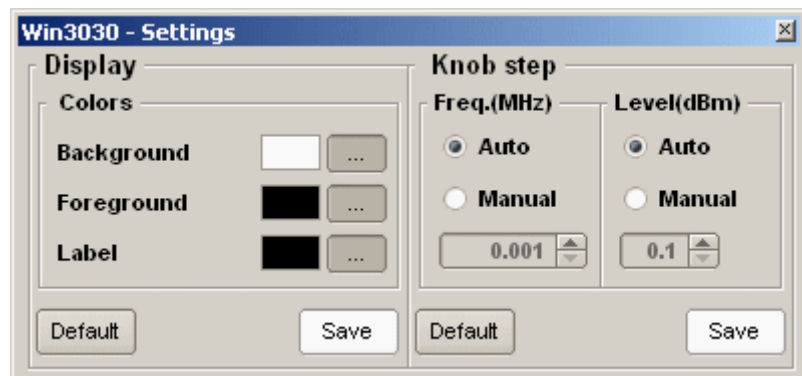 Win3030 - Settings
Display
Colors
Background ...
Foreground ...
Label ...
Default Save
Knob step
Freq.(MHz)
Auto
Manual
0.001
Level(dBm)
Auto
Manual
0.1
Default Save